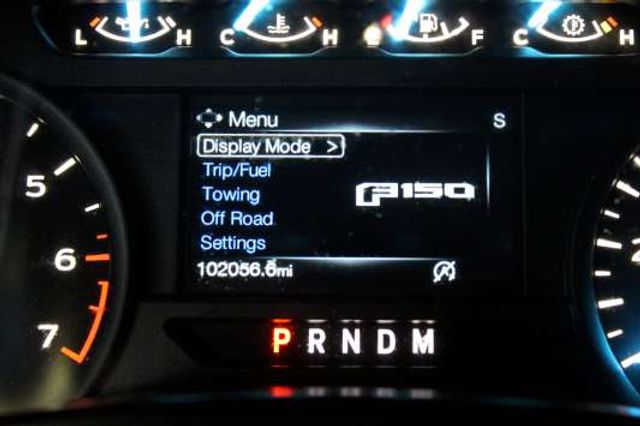 L H C H E F C H
Menu S
Display Mode >
Trip/Fuel
Towing
F150
Off Road
Settings
102056.6mi
5
6
7
P R N D M